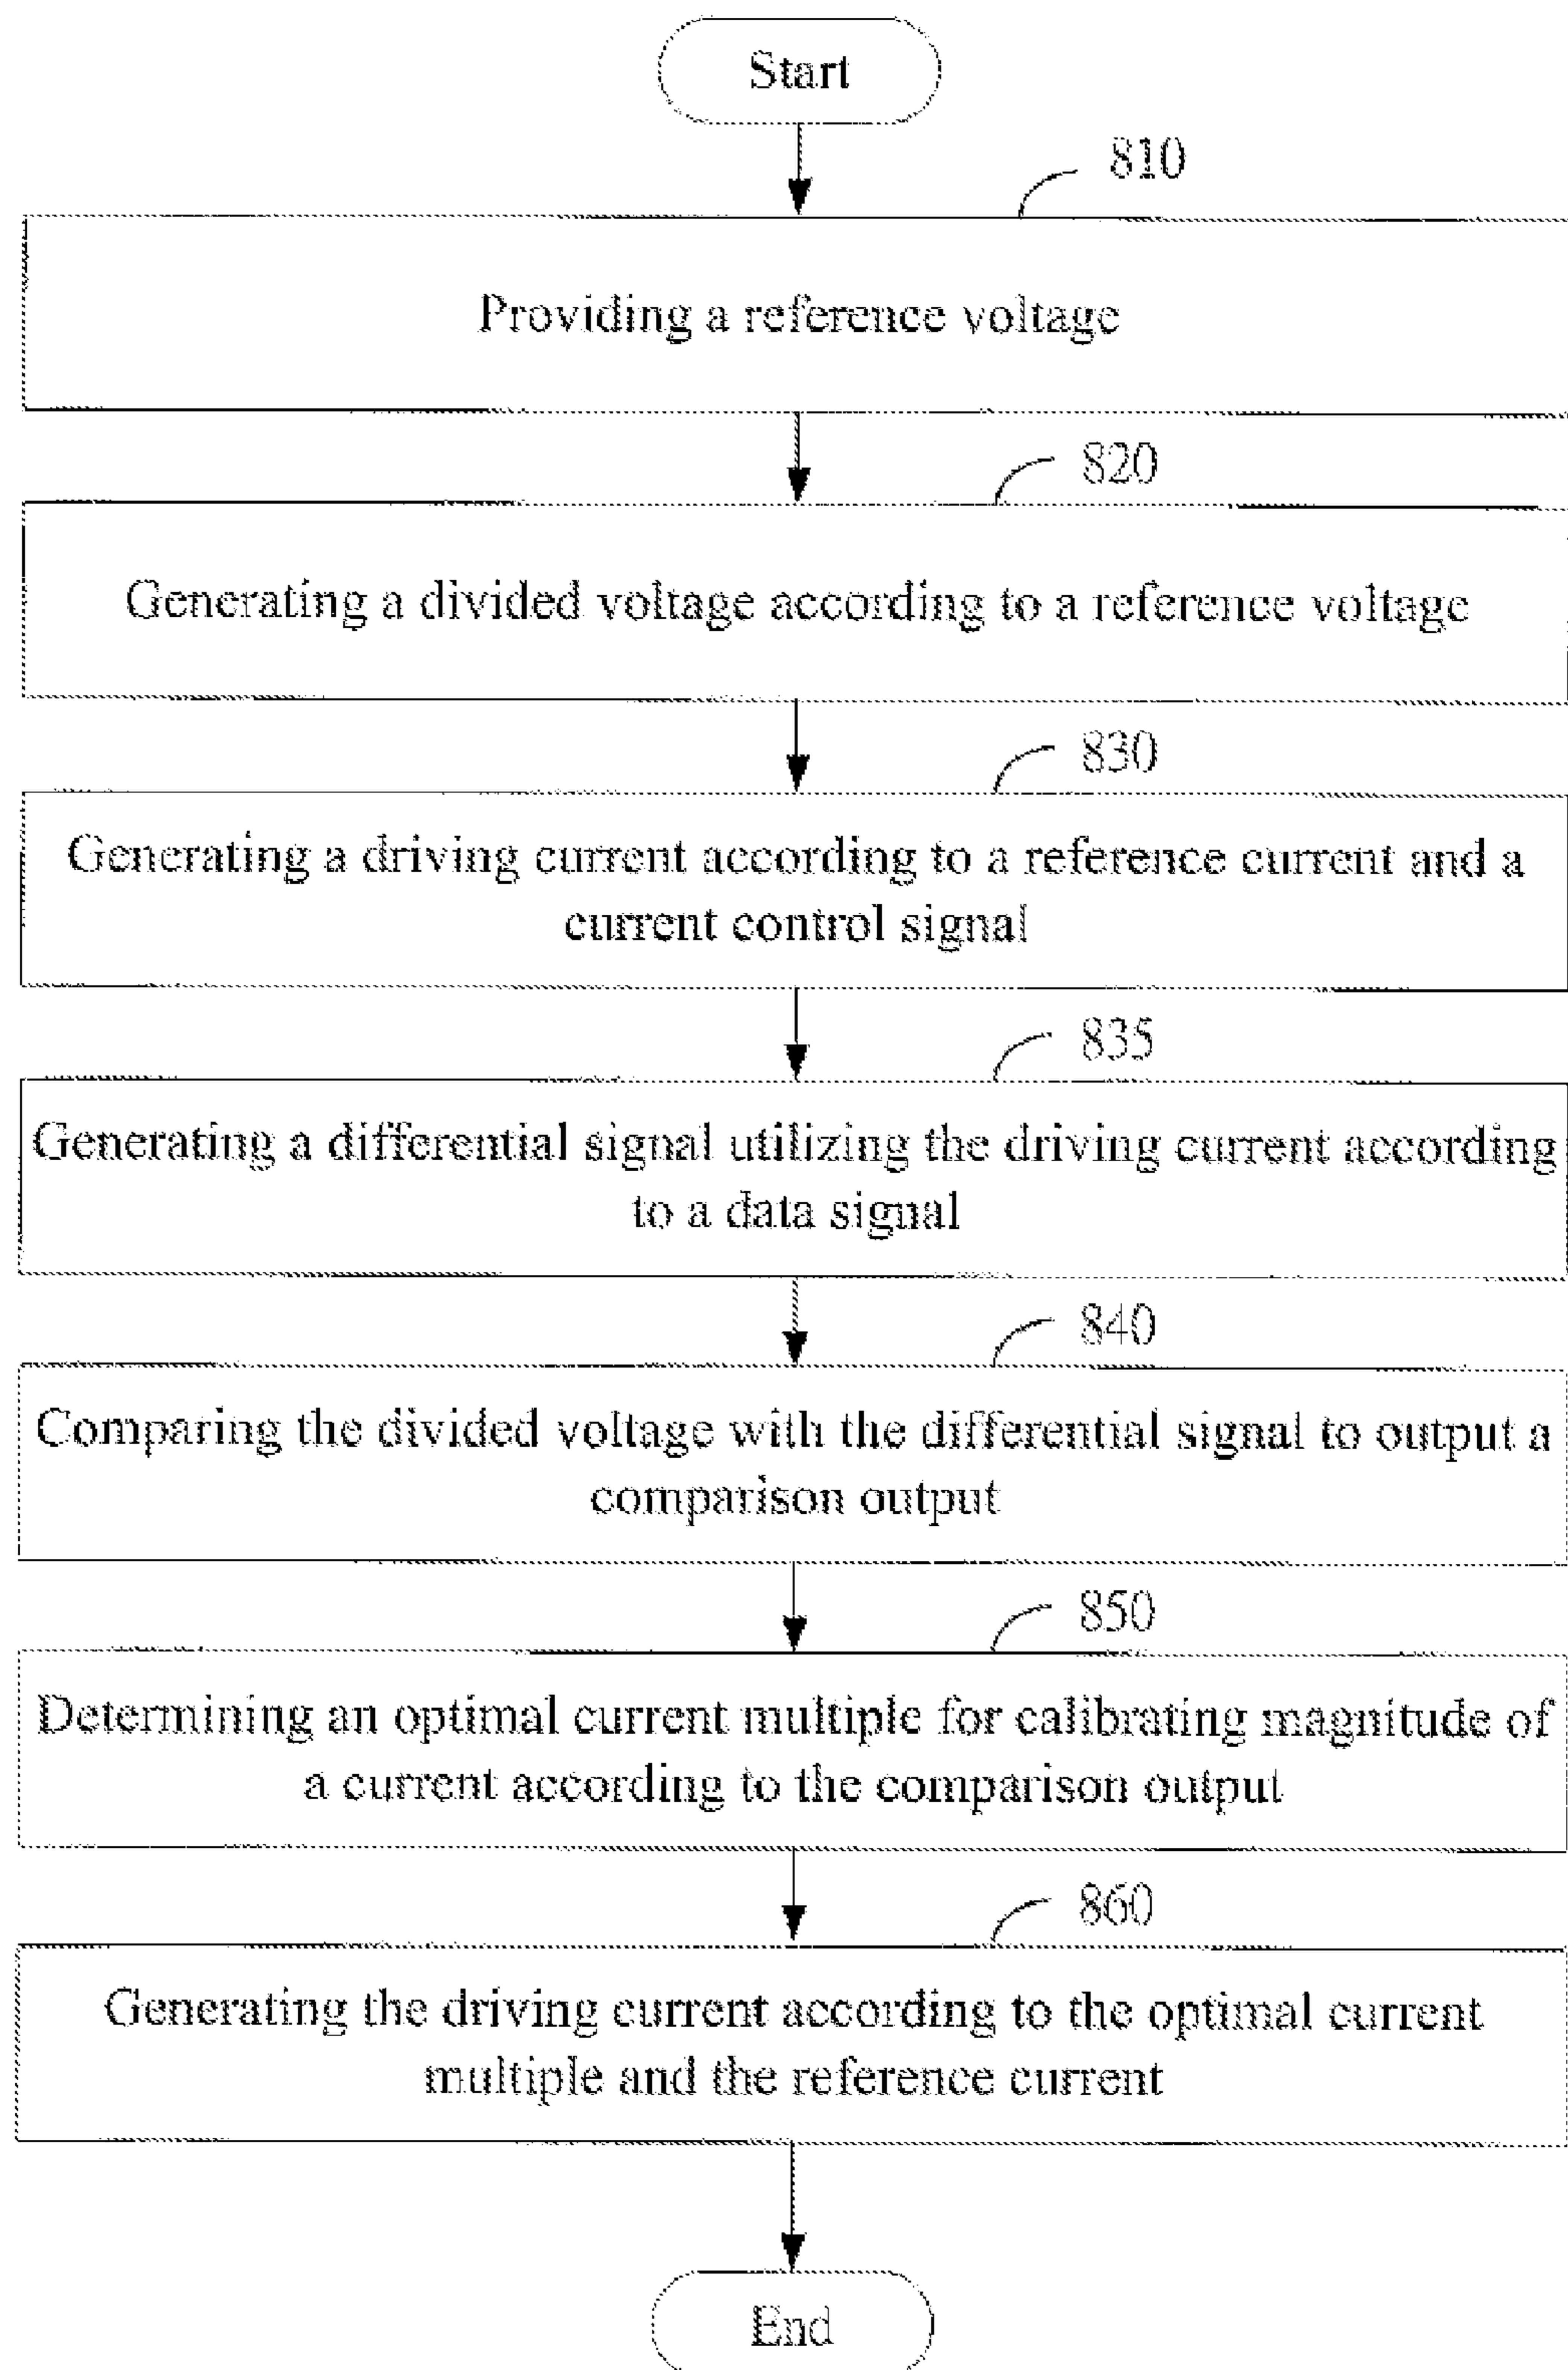 Start
810
Providing a reference voltage
820
Generating a divided voltage according to a reference voltage
830
Generating a driving current according to a reference current and a
current control signal
835
Generating a differential signal utilizing the driving current according
to a data signal
840
Comparing the divided voltage with the differential signal to output a
comparison output
850
Determining an optimal current multiple for calibrating magnitude of
a current according to the comparison output
860
Generating the driving current according to the optimal current
multiple and the reference current
End